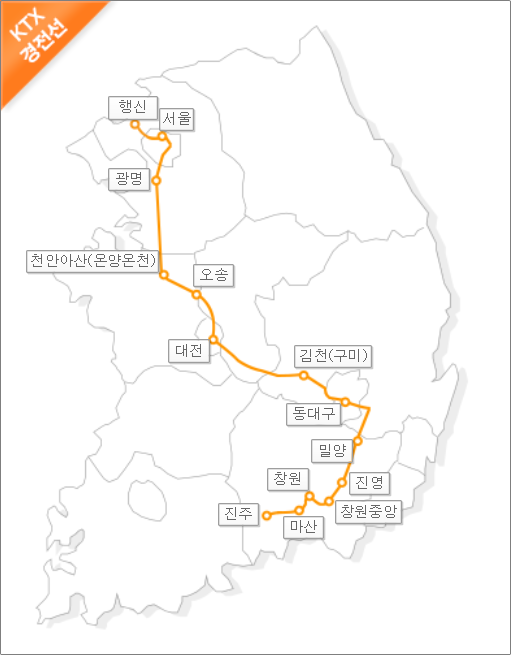 KTX
경전선
행신
서울
광명
천안아산(온양온천)
오송
대전
김천(구미)
동대구
밀양
진영
창원
창원중앙
진주
마산